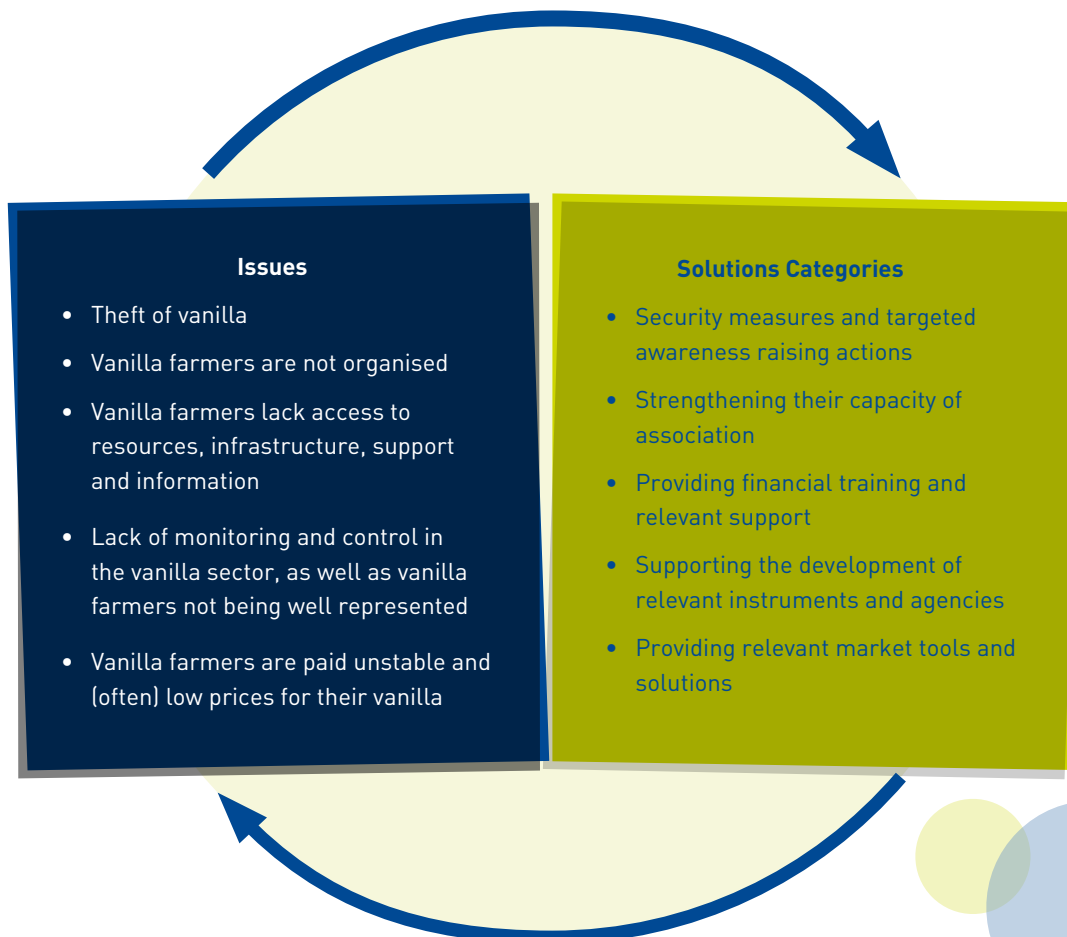 Issues
• Theft of vanilla
• Vanilla farmers are not organised
• Vanilla farmers lack access to
resources, infrastructure, support
and information
• Lack of monitoring and control in
the vanilla sector, as well as vanilla
farmers not being well represented
• Vanilla farmers are paid unstable and
(often) low prices for their vanilla
Solutions Categories
• Security measures and targeted
awareness raising actions
• Strengthening their capacity of
association
• Providing financial training and
relevant support
• Supporting the development of
relevant instruments and agencies
• Providing relevant market tools and
solutions